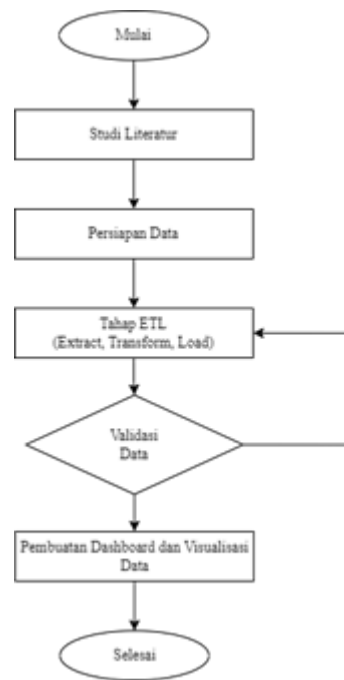 Mulai
Studi Literatur
Persiapan Data
Tahap ETL
(Extract, Transform, Load)
Validasi
Data
Pembuatan Dashboard dan Visualisasi
Data
Selesai